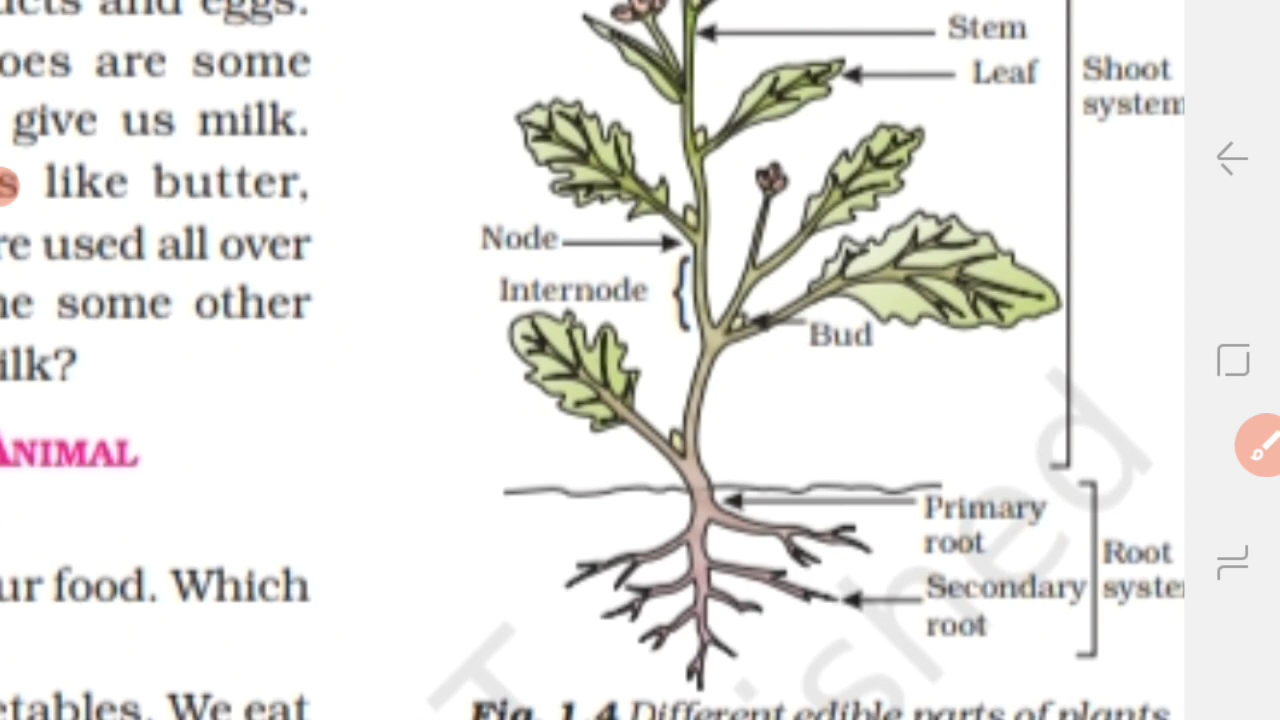 ucts and eggs.
oes are some
give us milk.
s like butter,
re used all over
ne some other
ilk?
ANIMAL
ur food. Which
etables. We eat
Stem
Leaf
Shoot
system
Node
Internode
Bud
Primary
root
Secondary
root
Root
syste
Fig. 1.4 Different edible parts of plants